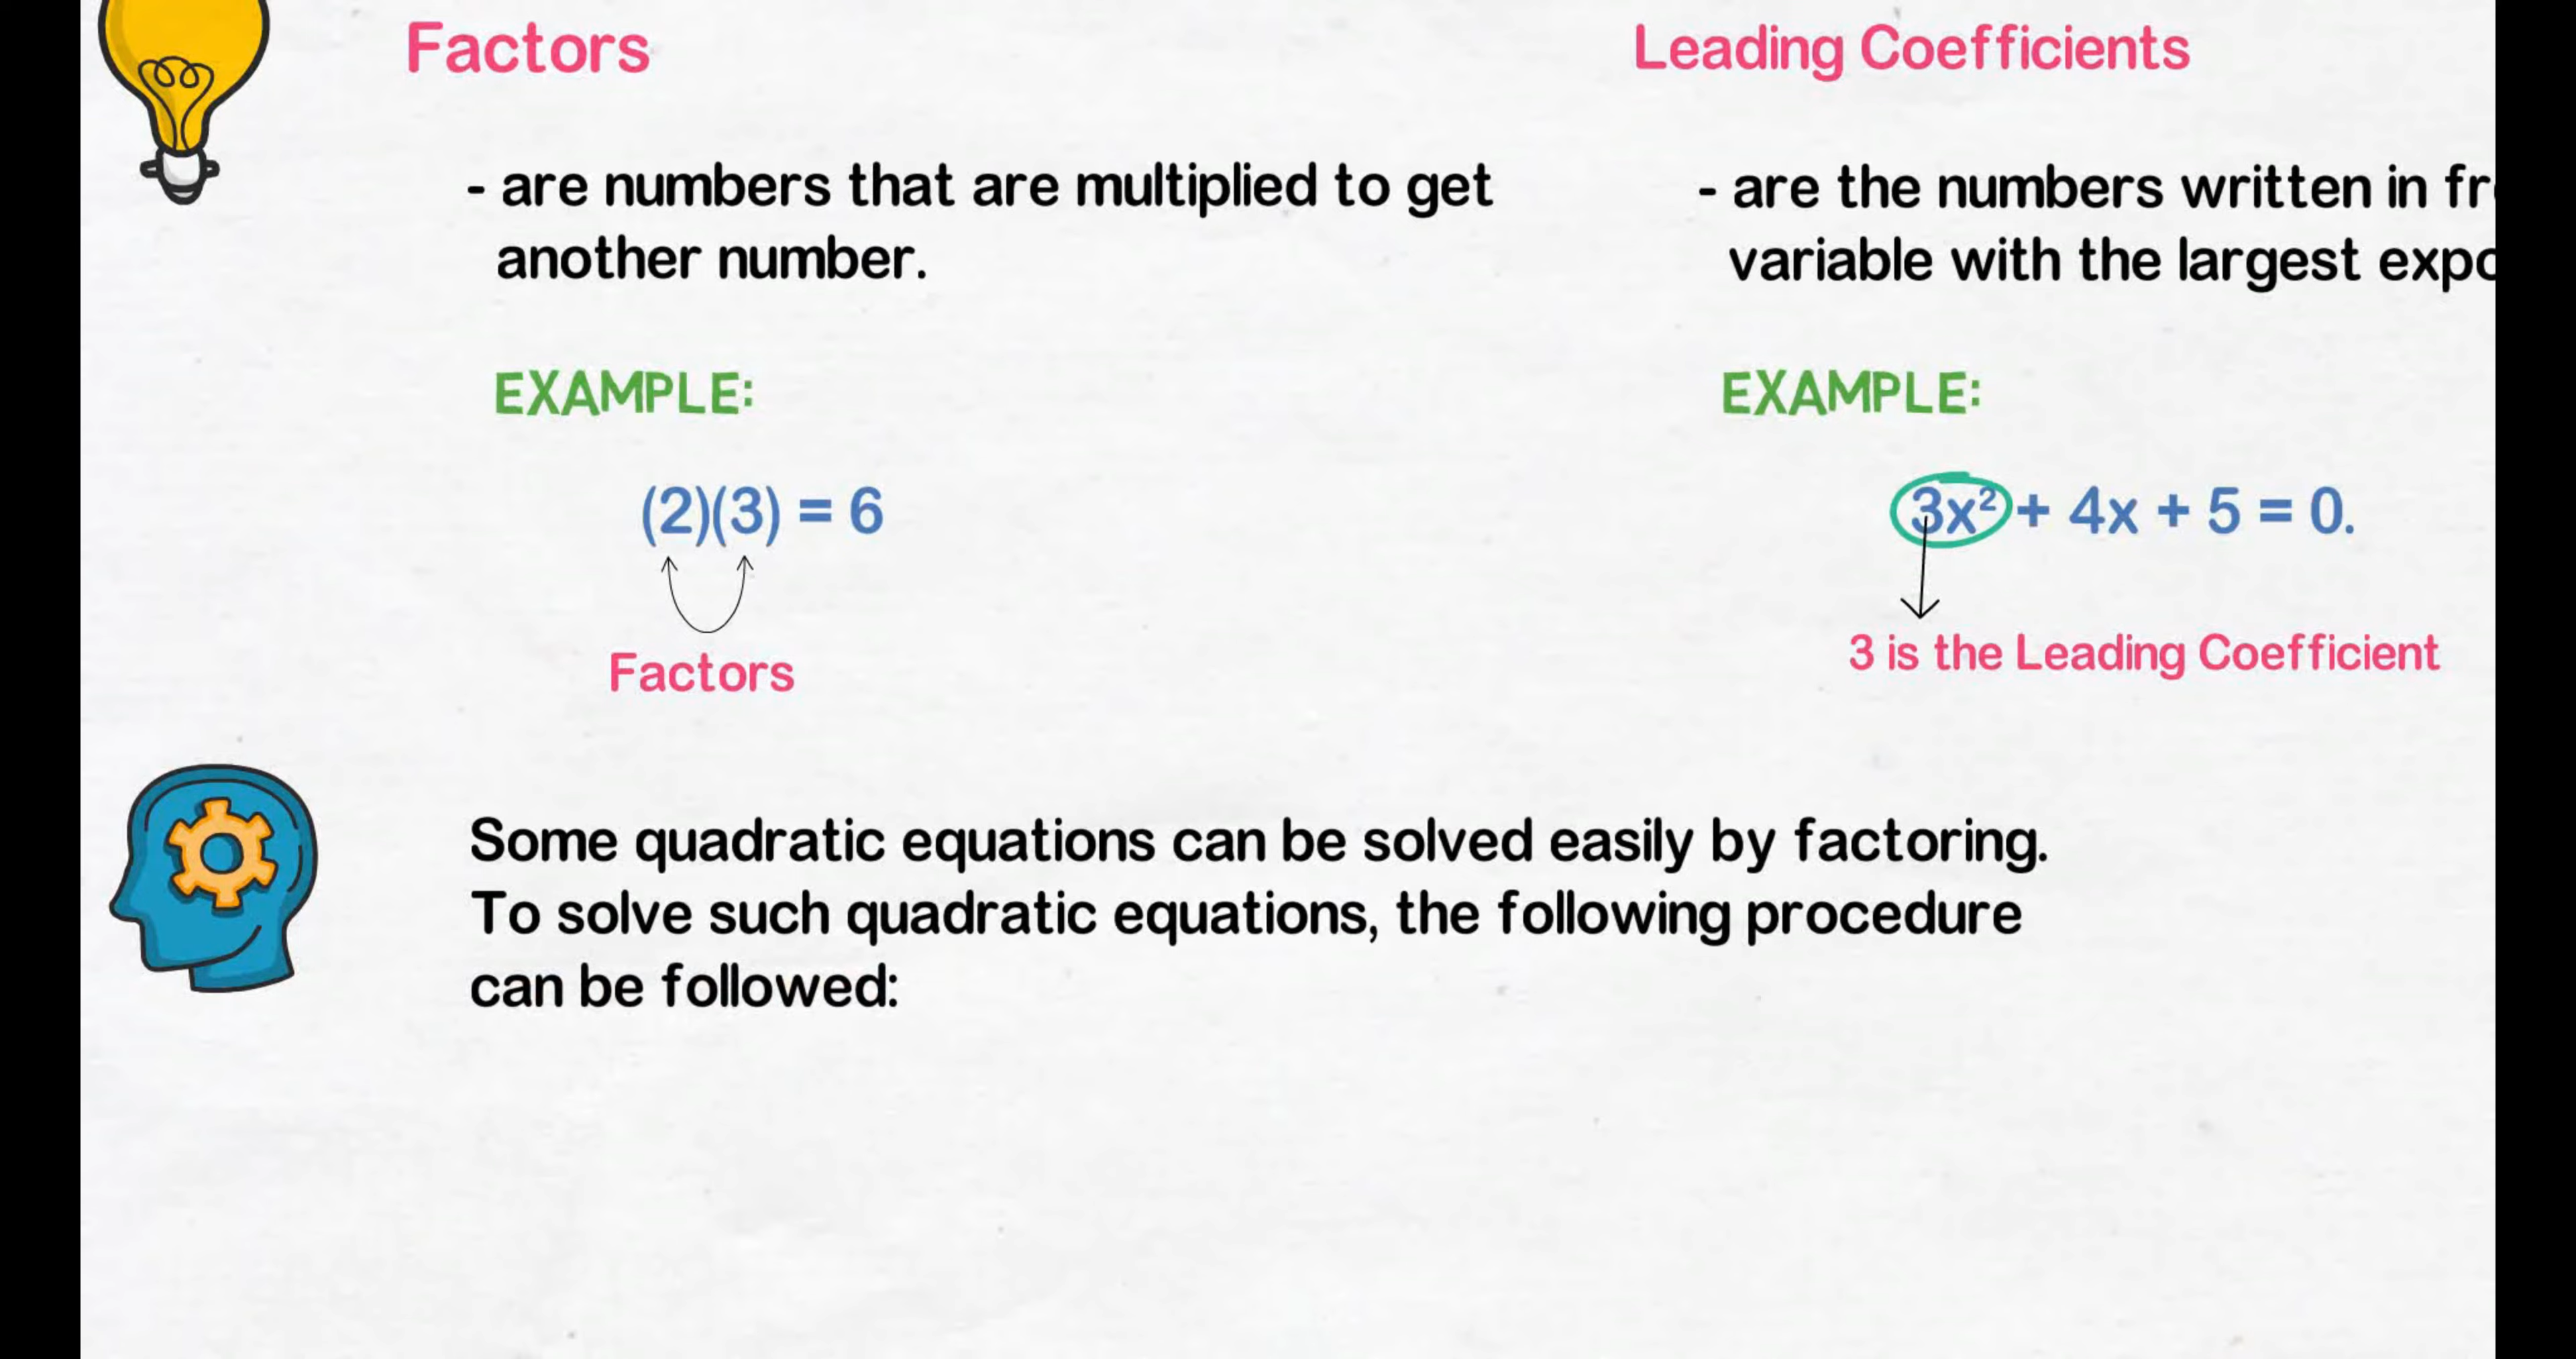 Factors
- are numbers that are multiplied to get
another number.
EXAMPLE:
(2)(3) = 6
Factors
Leading Coefficients
- are the numbers written in
variable with the largest
EXAMPLE:
3x² + 4x + 5 = 0.
3 is the Leading Coefficient
Some quadratic equations can be solved easily by factoring.
To solve such quadratic equations, the following procedure
can be followed: